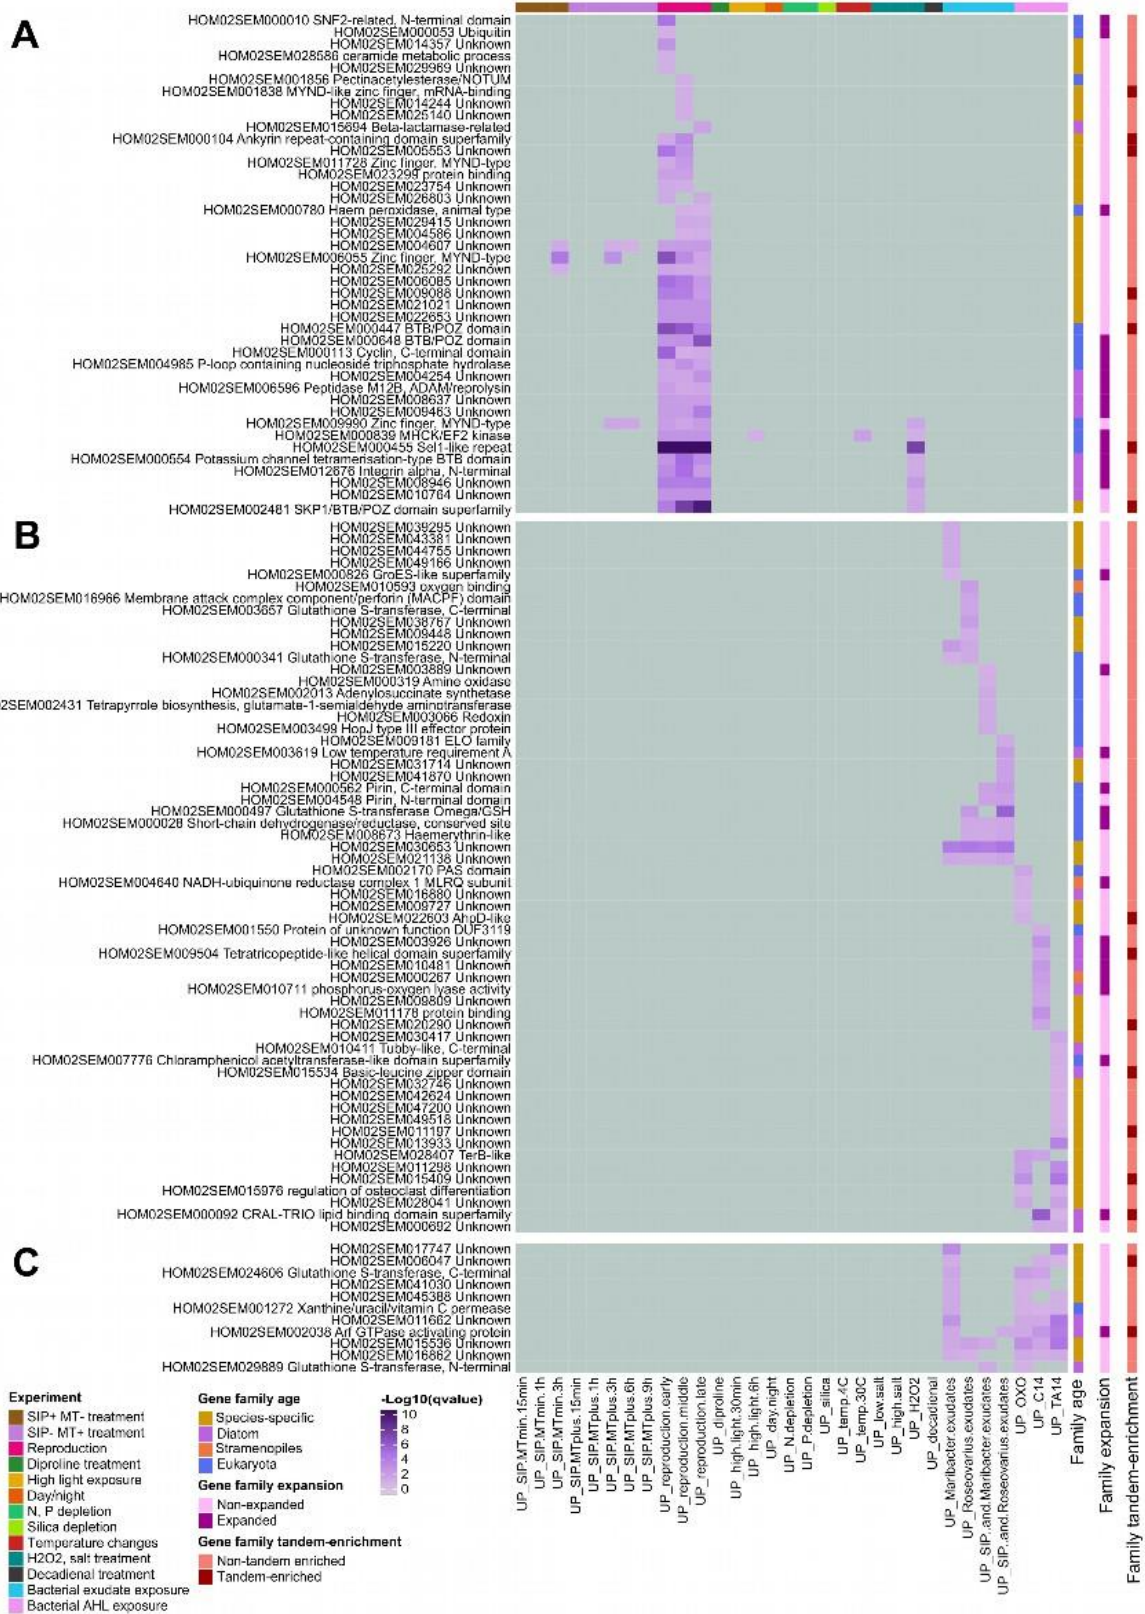 A
HOM02SEM000010 SNF2-related, N-terminal domain
HOM02SEM000053 Ubiquitin
HOM02SEM014357 Unknown
HOM02SEM028586 ceramide metabolic process
HOM02SEM029969 Unknown
HOM02SEM001856 Pectinacetylesterase/NOTUM
HOM02SEM001838 MYND-like zinc finger, mRNA-binding
HOM02SEM014244 Unknown
HOM02SEM025140 Unknown
HOM02SEM015694 Beta-lactamase-related
HOM02SEM000104 Ankyrin repeat-containing domain superfamily
HOM02SEM005553 Unknown
HOM02SEM011728 Zinc finger, MYND-type
HOM02SEM023299 protein binding
HOM02SEM023754 Unknown
HOM02SEM026803 Unknown
HOM02SEM000780 Haem peroxidase, animal type
HOM02SEM029415 Unknown
HOM02SEM004586 Unknown
HOM02SEM004607 Unknown
HOM02SEM006055 Zinc finger, MYND-type
HOM02SEM025292 Unknown
HOM02SEM006085 Unknown
HOM02SEM009088 Unknown
HOM02SEM021021 Unknown
HOM02SEM022653 Unknown
HOM02SEM000447 BTB/POZ domain
HOM02SEM000648 BTB/POZ domain
HOM02SEM000113 Cyclin, C-terminal domain
HOM02SEM004985 P-loop containing nucleoside triphosphate hydrolase
HOM02SEM004254 Unknown
HOM02SEM006596 Peptidase M12B, ADAM/reprolysin
HOM02SEM008637 Unknown
HOM02SEM009463 Unknown
HOM02SEM009990 Zinc finger, MYND-type
HOM02SEM000839 MHCK/EF2 kinase
HOM02SEM000455 Sel1-like repeat
HOM02SEM000554 Potassium channel tetramerisation-type BTB domain
HOM02SEM012676 Integrin alpha, N-terminal
HOM02SEM008946 Unknown
HOM02SEM010764 Unknown
HOM02SEM002481 SKP1/BTB/POZ domain superfamily
B
HOM02SEM039295 Unknown
HOM02SEM043381 Unknown
HOM02SEM044755 Unknown
HOM02SEM049166 Unknown
HOM02SEM000826 GroES-like superfamily
HOM02SEM010593 oxygen binding
HOM02SEM016966 Membrane attack complex component/perforin (MACPF) domain
HOM02SEM003657 Glutathione S-transferase, C-terminal
HOM02SEM038767 Unknown
HOM02SEM009448 Unknown
HOM02SEM015220 Unknown
HOM02SEM000341 Glutathione S-transferase, N-terminal
HOM02SEM003889 Unknown
HOM02SEM000319 Amine oxidase
HOM02SEM002013 Adenylosuccinate synthetase
02SEM002431 Tetrapyrrole biosynthesis, glutamate-1-semialdehyde aminotransferase
HOM02SEM003066 Redoxin
HOM02SEM003499 HopJ type III effector protein
HOM02SEM009181 ELO family
HOM02SEM003619 Low temperature requirement A
HOM02SEM031714 Unknown
HOM02SEM041870 Unknown
HOM02SEM000562 Pirin, C-terminal domain
HOM02SEM004548 Pirin, N-terminal domain
HOM02SEM000497 Glutathione S-transferase Omega/GSH
HOM02SEM000028 Short-chain dehydrogenase/reductase, conserved site
HOM02SEM008673 Haemerythrin-like
HOM02SEM030653 Unknown
HOM02SEM021138 Unknown
HOM02SEM002170 PAS domain
HOM02SEM004640 NADH-ubiquinone reductase complex 1 MLRQ subunit
HOM02SEM016880 Unknown
HOM02SEM009727 Unknown
HOM02SEM022603 AhpD-like
HOM02SEM001550 Protein of unknown function DUF3119
HOM02SEM003926 Unknown
HOM02SEM009504 Tetratricopeptide-like helical domain superfamily
HOM02SEM010481 Unknown
HOM02SEM000267 Unknown
HOM02SEM010711 phosphorus-oxygen lyase activity
HOM02SEM009809 Unknown
HOM02SEM011178 protein binding
HOM02SEM020290 Unknown
HOM02SEM030417 Unknown
HOM02SEM010411 Tubby-like, C-terminal
HOM02SEM007776 Chloramphenicol acetyltransferase-like domain superfamily
HOM02SEM015534 Basic-leucine zipper domain
HOM02SEM032746 Unknown
HOM02SEM042624 Unknown
HOM02SEM047200 Unknown
HOM02SEM049518 Unknown
HOM02SEM011197 Unknown
HOM02SEM013933 Unknown
HOM02SEM028407 TerB-like
HOM02SEM011298 Unknown
HOM02SEM015409 Unknown
HOM02SEM015976 regulation of osteoclast differentiation
HOM02SEM028041 Unknown
HOM02SEM000092 CRAL-TRIO lipid binding domain superfamily
HOM02SEM000692 Unknown
C
HOM02SEM017747 Unknown
HOM02SEM006047 Unknown
HOM02SEM024606 Glutathione S-transferase, C-terminal
HOM02SEM041030 Unknown
HOM02SEM045388 Unknown
HOM02SEM001272 Xanthine/uracil/vitamin C permease
HOM02SEM011662 Unknown
HOM02SEM002038 Arf GTPase activating protein
HOM02SEM015536 Unknown
HOM02SEM016862 Unknown
HOM02SEM029889 Glutathione S-transferase, N-terminal
UP_SIP.MTmin.15min
UP_SIP.MTmin.1h
UP_SIP.MTmin.3h
UP_SIP.MTplus.15min
UP_SIP.MTplus.1h
UP_SIP.MTplus.3h
UP_SIP.MTplus.6h
UP_SIP.MTplus.9h
UP_reproduction.early
UP_reproduction.middle
UP_reproduction.late
UP_diproline
UP_high.light.30min
UP_high.light.6h
UP_day.night
UP_N.depletion
UP_P.depletion
UP_silica
UP_temp.4C
UP_temp.30C
UP_low.salt
UP_high.salt
UP_H2O2
UP_decadienal
UP_Maribacter.exudates
UP_Roseovarius.exudates
UP_SIP..and.Maribacter.exudates
UP_SIP..and.Roseovarius.exudates
UP_OXO
UP_C14
UP_TA14
Family age
Family expansion
Family tandem-enrichment
Experiment
SIP+ MT- treatment
SIP- MT+ treatment
Reproduction
Diproline treatment
High light exposure
Day/night
N, P depletion
Silica depletion
Temperature changes
H2O2, salt treatment
Decadienal treatment
Bacterial exudate exposure
Bacterial AHL exposure
Gene family age
Species-specific
Diatom
Stramenopiles
Eukaryota
Gene family expansion
Non-expanded
Expanded
Gene family tandem-enrichment
Non-tandem enriched
Tandem-enriched
-Log10(qvalue)
10
8
6
4
2
0